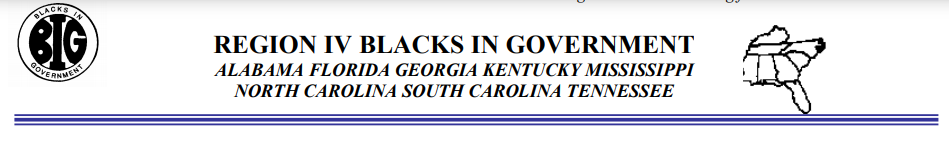 BLACKS IN
BIG
GOVERNMENT
REGION IV BLACKS IN GOVERNMENT
ALABAMA FLORIDA GEORGIA KENTUCKY MISSISSIPPI
NORTH CAROLINA SOUTH CAROLINA TENNESSEE